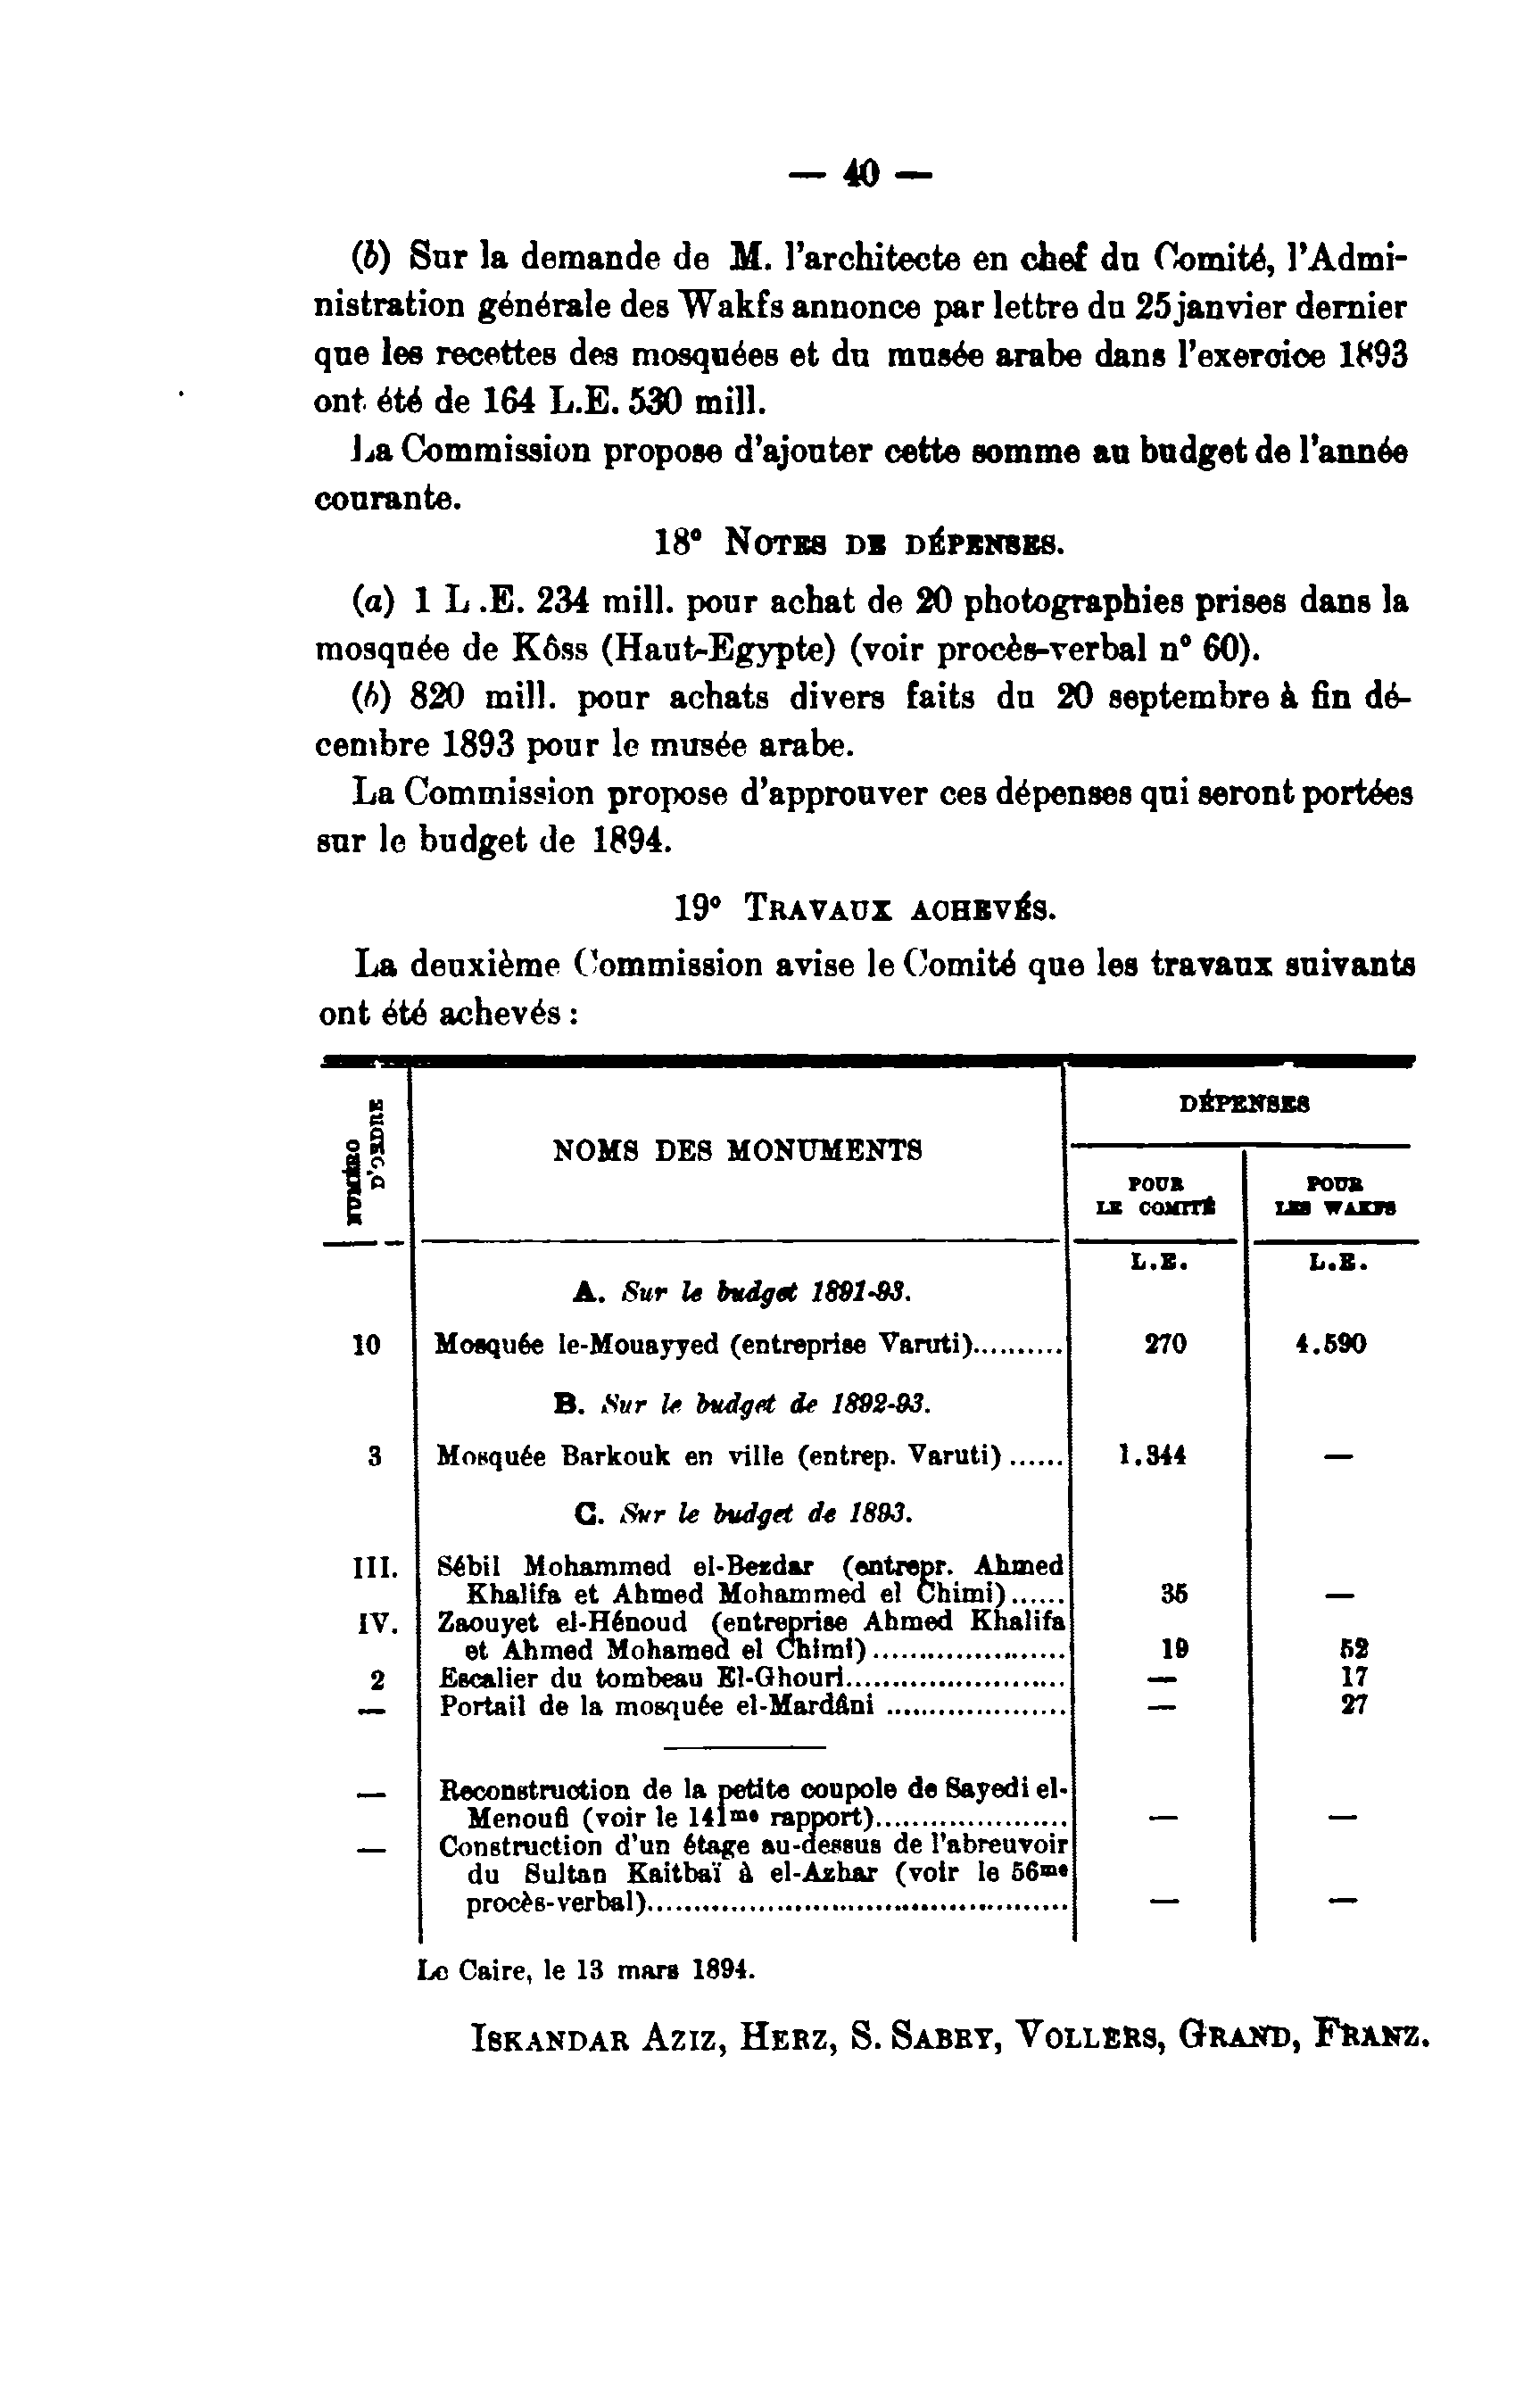 — 40 —
(b) Sur la demande de M. l'architecte en chef du Comité, l'Admi-
nistration générale des Wakfs annonce par lettre du 25 janvier dernier
que les recettes des mosquées et du musée arabe dans l'exercice 1893
ont été de 164 L.E. 530 mill.
La Commission propose d'ajouter cette somme au budget de l'année
courante.
18° NOTES DE DÉPENSES.
(a) 1 L.E. 234 mill. pour achat de 20 photographies prises dans la
mosquée de Kôss (Haut-Egypte) (voir procès-verbal n° 60).
(b) 820 mill. pour achats divers faits du 20 septembre à fin dé-
cembre 1893 pour le musée arabe.
La Commission propose d'approuver ces dépenses qui seront portées
sur le budget de 1894.
19° TRAVAUX ACHEVÉS.
La deuxième Commission avise le Comité que les travaux suivants
ont été achevés :
NUMÉRO D'ORDRE
NOMS DES MONUMENTS
DÉPENSES
POUR LE COMITÉ
POUR LES WAKFS
L.E. L.E.
A. Sur le budget 1891-93.
10 Mosquée le-Mouayyed (entreprise Varuti).......... 270 4.590
B. Sur le budget de 1892-93.
3 Mosquée Barkouk en ville (entrep. Varuti) ...... 1.344 —
C. Sur le budget de 1893.
III. Sébil Mohammed el-Bezdar (entrepr. Ahmed
Khalifa et Ahmed Mohammed el Chimi)...... 35 —
IV. Zaouyet el-Hénoud (entreprise Ahmed Khalifa
et Ahmed Mohamed el Chimi)..................... 19 52
2 Escalier du tombeau El-Ghouri........................ — 17
— Portail de la mosquée el-Mardâni .................... — 27
— Reconstruction de la petite coupole de Sayedi el-
Menoufi (voir le 141me rapport)..................... — —
— Construction d'un étage au-dessus de l'abreuvoir
du Sultan Kaitbaï à el-Azhar (voir le 56me
procès-verbal).............................................. — —
Le Caire, le 13 mars 1894.
ISKANDAR AZIZ, HERZ, S. SABRY, VOLLERS, GRAND, FRANZ.